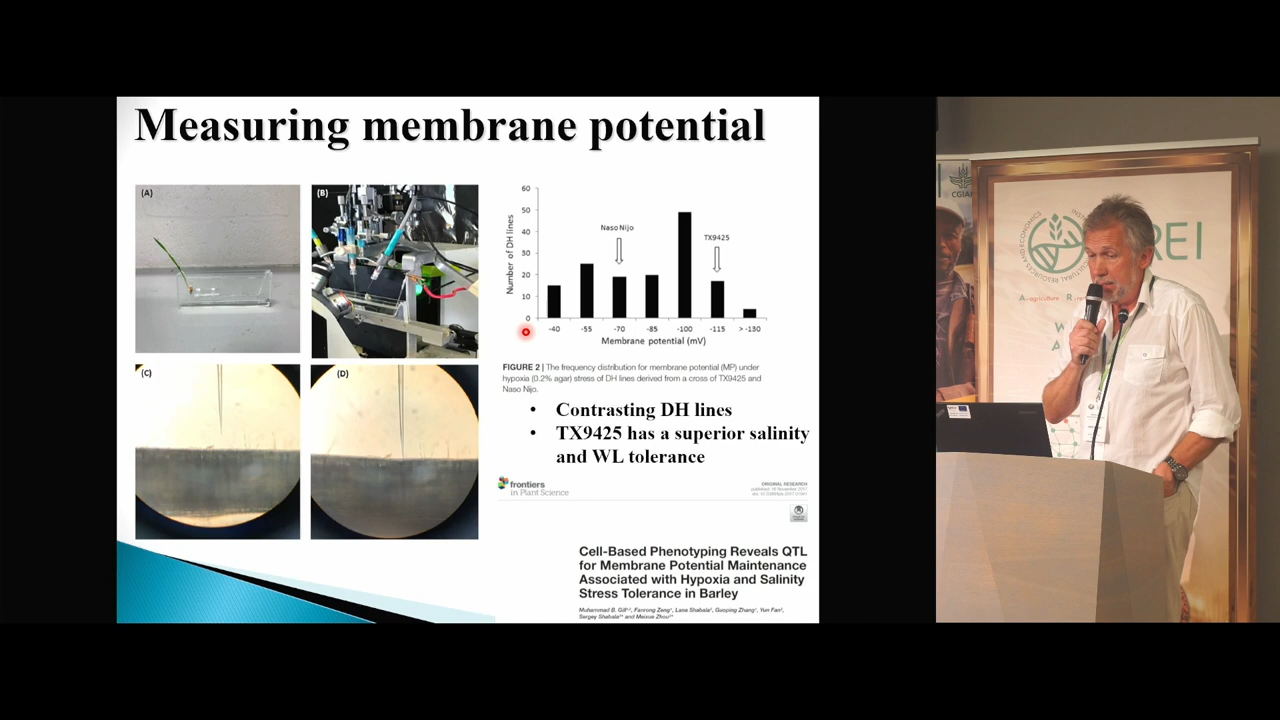 Measuring membrane potential
(A)
(B)
(C)
(D)
60
50
40
30
20
10
0
Number of DH lines
Naso Nijo
TX9425
-40 -55 -70 -85 -100 -115 > -130
Membrane potential (mV)
FIGURE 2 | The frequency distribution for membrane potential (MP) under
hypoxia (0.2% agar) stress of DH lines derived from a cross of TX9425 and
Naso Nijo.
• Contrasting DH lines
• TX9425 has a superior salinity
and WL tolerance
frontiers
in Plant Science
ORIGINAL RESEARCH
Cell-Based Phenotyping Reveals QTL
for Membrane Potential Maintenance
Associated with Hypoxia and Salinity
Stress Tolerance in Barley
CGIAR
REI